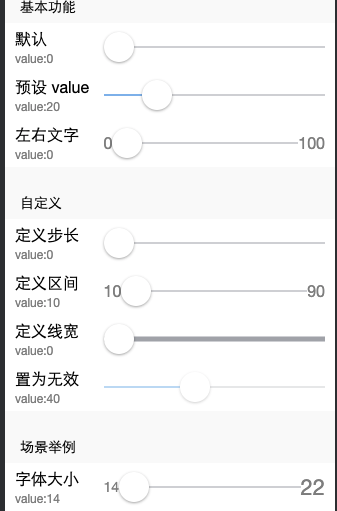 基本功能
默认
value:0
预设 value
value:20
左右文字
value:0
0
100
自定义
定义步长
value:0
定义区间
value:10
10
90
定义线宽
value:0
置为无效
value:40
场景举例
字体大小
value:14
14
22